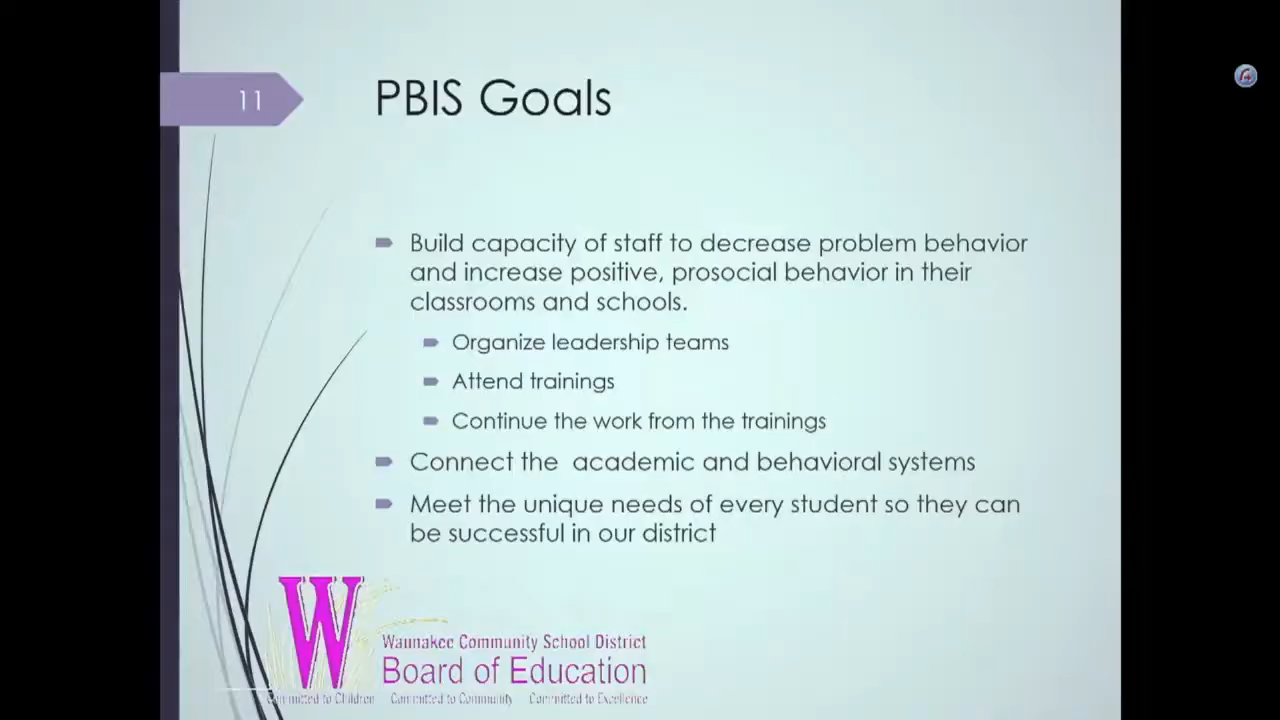 11
PBIS Goals
Build capacity of staff to decrease problem behavior
and increase positive, prosocial behavior in their
classrooms and schools.
Organize leadership teams
Attend trainings
Continue the work from the trainings
Connect the academic and behavioral systems
Meet the unique needs of every student so they can
be successful in our district
W
Waunakee Community School District
Board of Education
Committed to Children Committed to Community Committed to Excellence